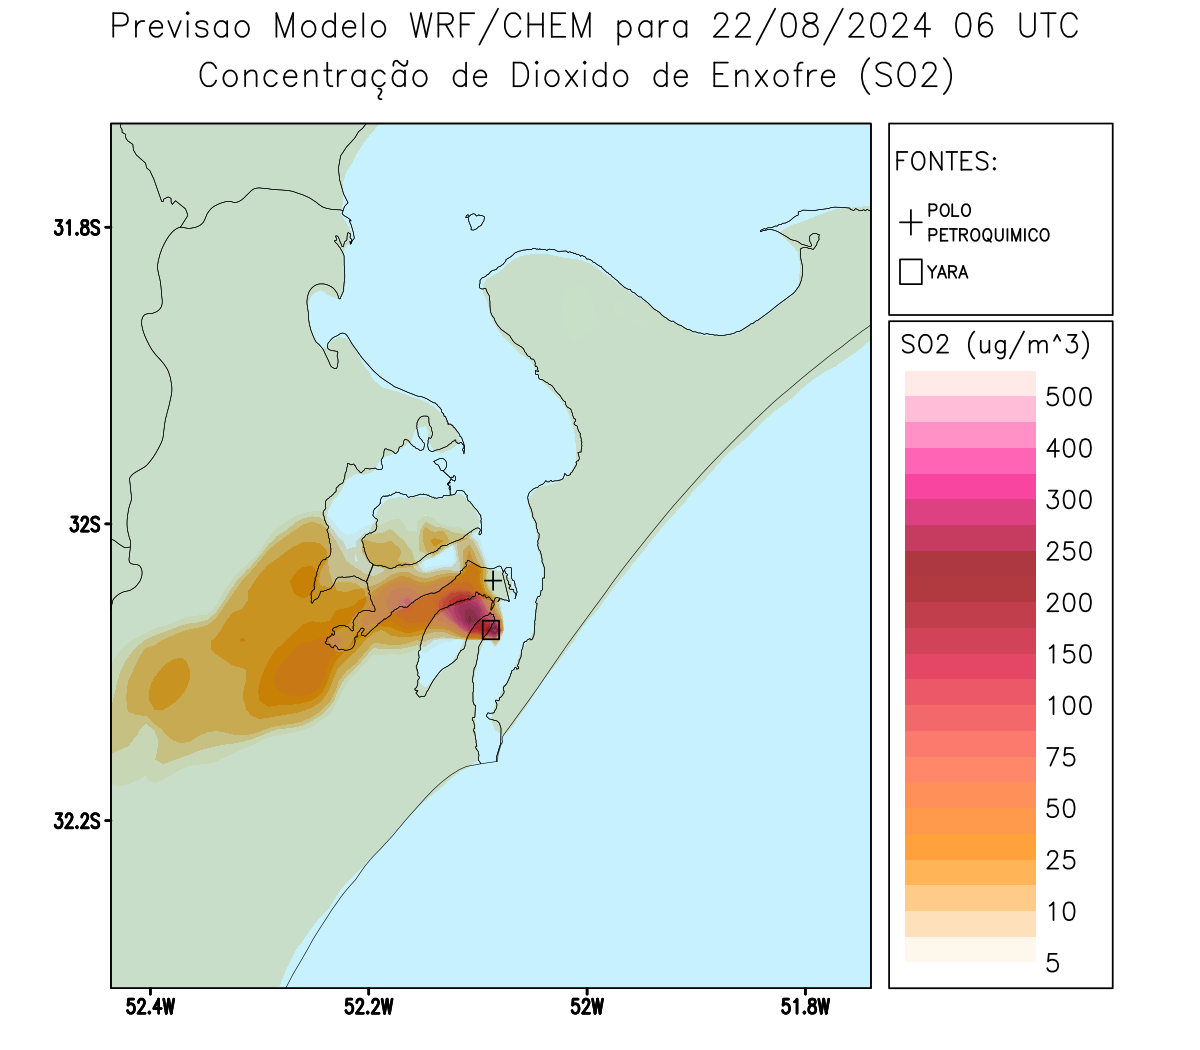 Previsao Modelo WRF/CHEM para 22/08/2024 06 UTC
Concentração de Dioxido de Enxofre (SO2)
FONTES:
POLO
PETROQUIMICO
YARA
SO2 (ug/m^3)
500
400
300
250
200
150
100
75
50
25
10
5
31.8S
32S
32.2S
52.4W
52.2W
52W
51.8W